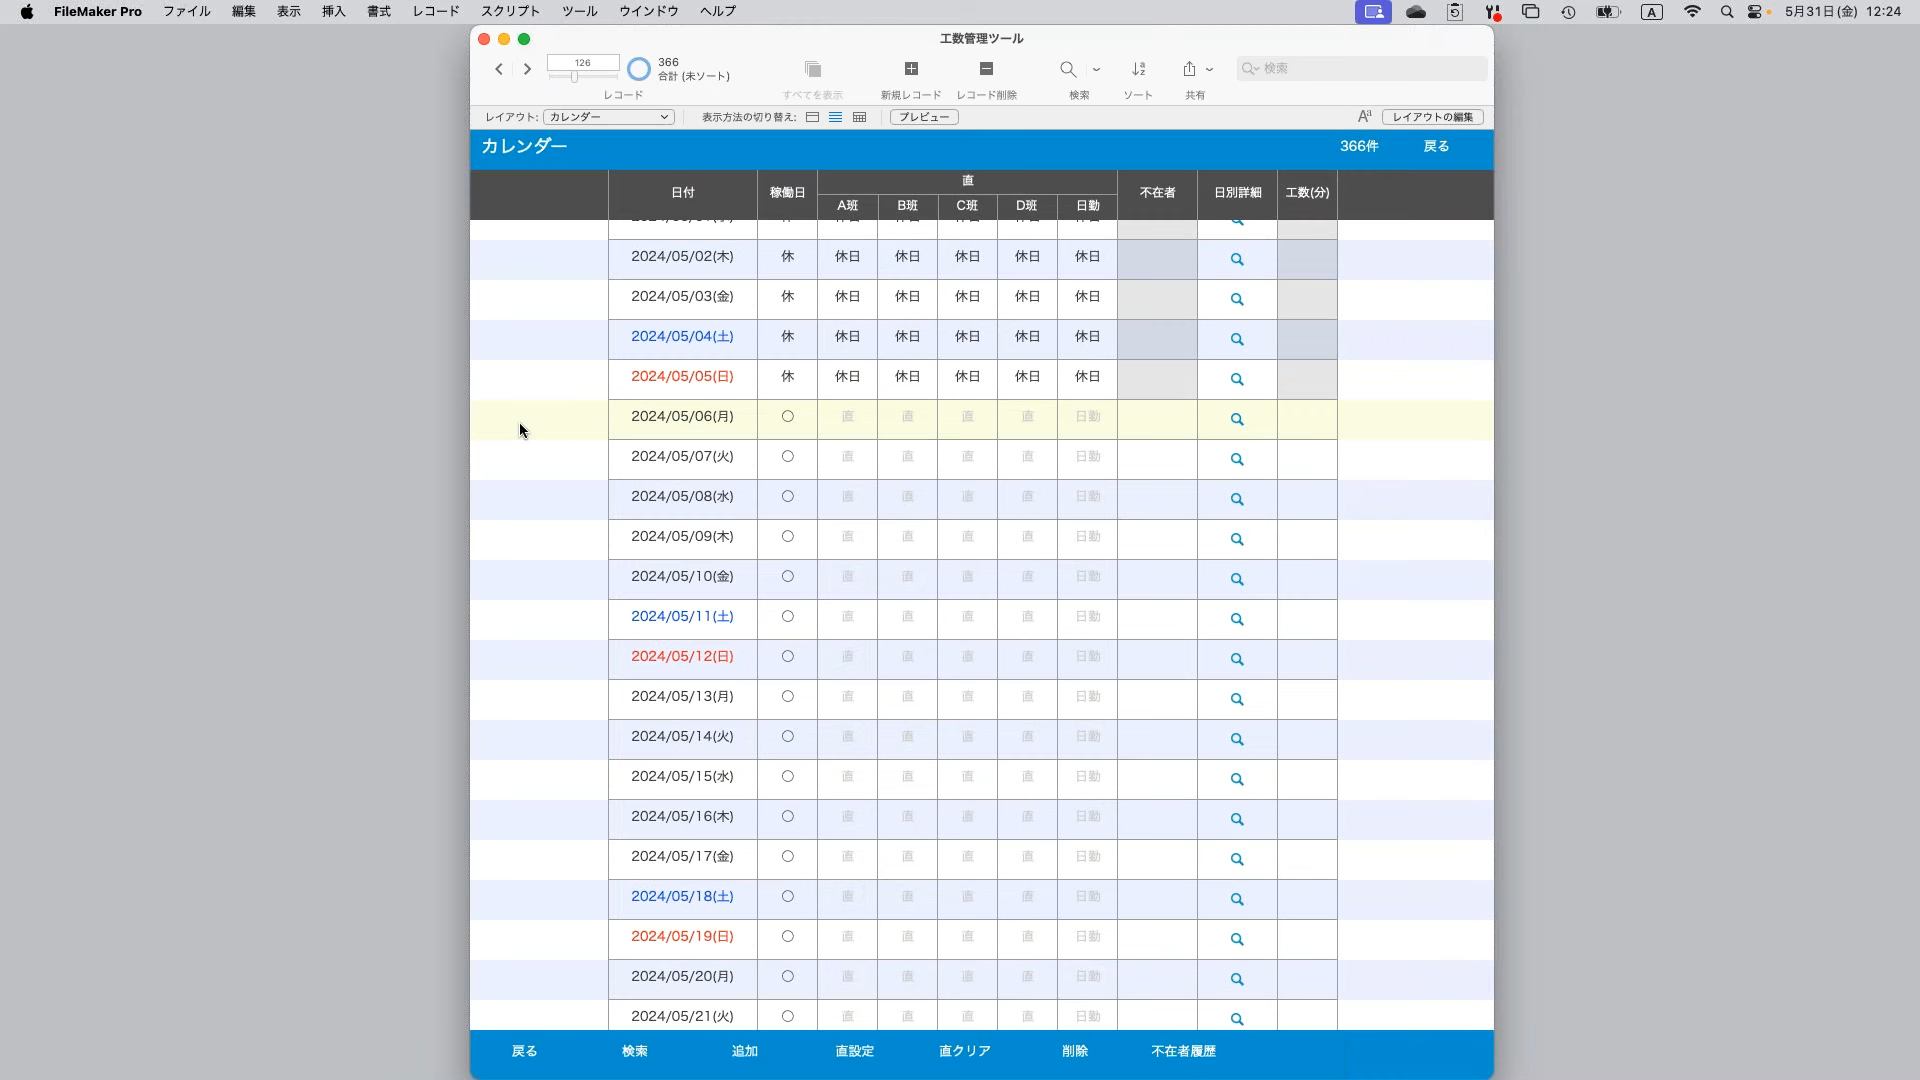 FileMaker Pro ファイル 編集 表示 挿入 書式 レコード スクリプト ツール ウインドウ ヘルプ A 5月31日(金) 12:24
工数管理ツール
126
366
合計 (未ソート)
検索
レコード すべてを表示 新規レコード レコード削除 検索 ソート 共有
レイアウト: カレンダー 表示方法の切り替え: プレビュー Aa レイアウトの編集
カレンダー 366件 戻る
日付 稼働日 直 不在者 日別詳細 工数(分)
A班 B班 C班 D班 日勤
2024/05/02(木) 休 休日 休日 休日 休日 休日
2024/05/03(金) 休 休日 休日 休日 休日 休日
2024/05/04(土) 休 休日 休日 休日 休日 休日
2024/05/05(日) 休 休日 休日 休日 休日 休日
2024/05/06(月) ○ 直 直 直 直 日勤
2024/05/07(火) ○ 直 直 直 直 日勤
2024/05/08(水) ○ 直 直 直 直 日勤
2024/05/09(木) ○ 直 直 直 直 日勤
2024/05/10(金) ○ 直 直 直 直 日勤
2024/05/11(土) ○ 直 直 直 直 日勤
2024/05/12(日) ○ 直 直 直 直 日勤
2024/05/13(月) ○ 直 直 直 直 日勤
2024/05/14(火) ○ 直 直 直 直 日勤
2024/05/15(水) ○ 直 直 直 直 日勤
2024/05/16(木) ○ 直 直 直 直 日勤
2024/05/17(金) ○ 直 直 直 直 日勤
2024/05/18(土) ○ 直 直 直 直 日勤
2024/05/19(日) ○ 直 直 直 直 日勤
2024/05/20(月) ○ 直 直 直 直 日勤
2024/05/21(火) ○ 直 直 直 直 日勤
戻る 検索 追加 直設定 直クリア 削除 不在者履歴